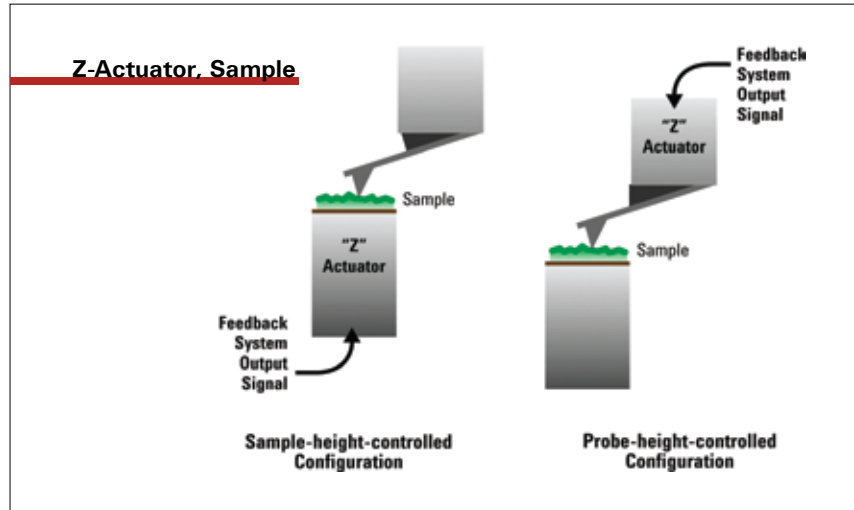 Z-Actuator, Sample
Sample
"Z"
Actuator
Feedback
System
Output
Signal
Sample-height-controlled
Configuration
Feedback
System
Output
Signal
"Z"
Actuator
Sample
Probe-height-controlled
Configuration